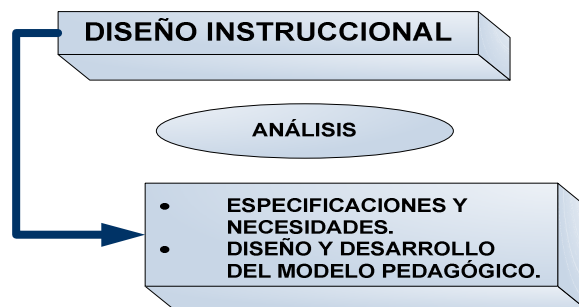 DISEÑO INSTRUCCIONAL
ANÁLISIS
• ESPECIFICACIONES Y
NECESIDADES.
• DISEÑO Y DESARROLLO
DEL MODELO PEDAGÓGICO.